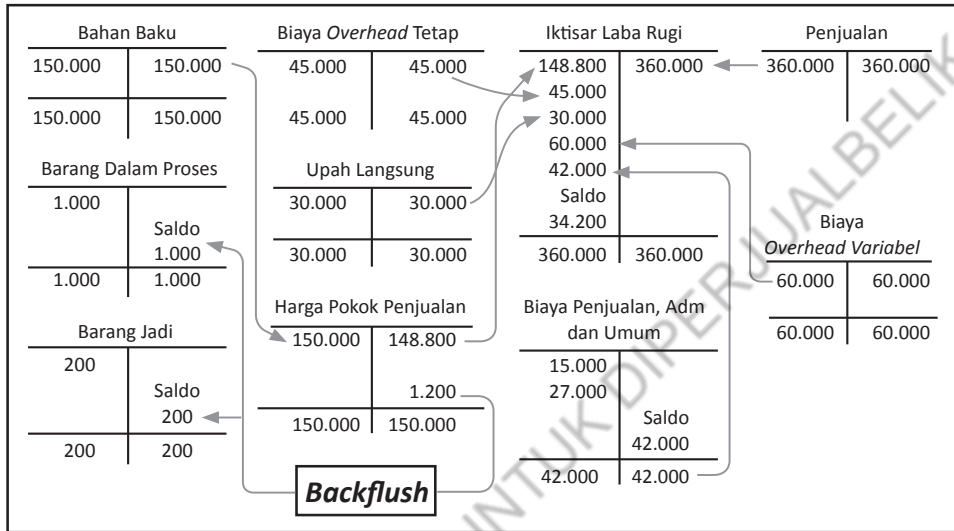 Bahan Baku
150.000 150.000
150.000 150.000
Barang Dalam Proses
1.000
Saldo
1.000
1.000 1.000
Barang Jadi
200
Saldo
200
200 200
Biaya Overhead Tetap
45.000 45.000
45.000 45.000
Upah Langsung
30.000 30.000
30.000 30.000
Harga Pokok Penjualan
150.000 148.800
1.200
150.000 150.000
Backflush
Iktisar Laba Rugi
148.800 360.000
45.000
30.000
60.000
42.000
Saldo
34.200
360.000 360.000
Biaya Penjualan, Adm
dan Umum
15.000
27.000
Saldo
42.000
42.000 42.000
Penjualan
360.000 360.000
Biaya
Overhead Variabel
60.000 60.000
60.000 60.000
UNTUK DIPERJUALBELIK